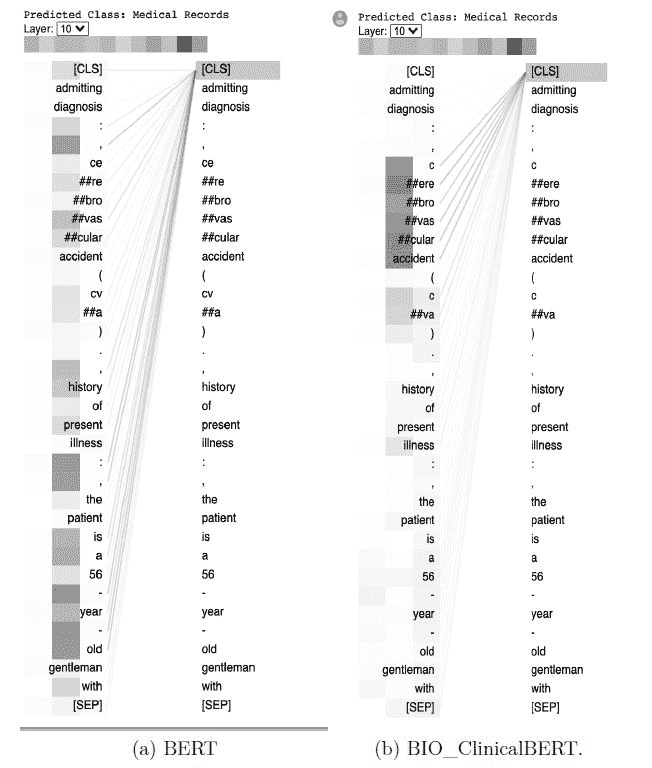 Predicted Class: Medical Records
Layer: 10
[CLS] [CLS]
admitting admitting
diagnosis diagnosis
: :
, ,
ce ce
##re ##re
##bro ##bro
##vas ##vas
##cular ##cular
accident accident
( (
cv cv
##a ##a
) )
. .
, ,
history history
of of
present present
illness illness
: :
, ,
the the
patient patient
is is
a a
56 56
- -
year year
- -
old old
gentleman gentleman
with with
[SEP] [SEP]
(a) BERT
Predicted Class: Medical Records
Layer: 10
[CLS] [CLS]
admitting admitting
diagnosis diagnosis
: :
, ,
c c
##ere ##ere
##bro ##bro
##vas ##vas
##cular ##cular
accident accident
( (
c c
##va ##va
) )
. .
, ,
history history
of of
present present
illness illness
: :
, ,
the the
patient patient
is is
a a
56 56
- -
year year
- -
old old
gentleman gentleman
with with
[SEP] [SEP]
(b) BIO_ClinicalBERT.